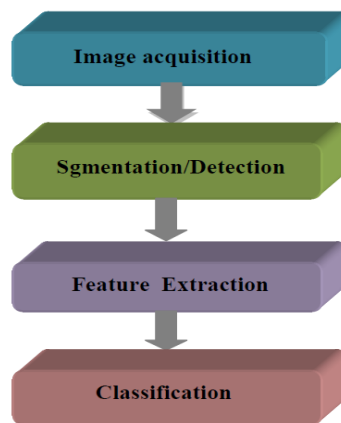 Image acquisition
Sgmentation/Detection
Feature Extraction
Classification